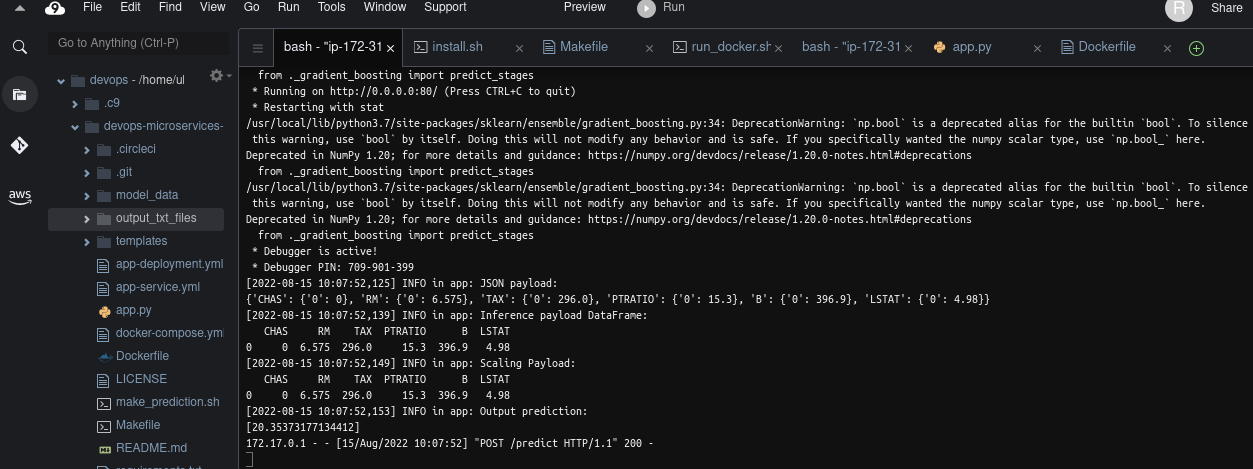 File Edit Find View Go Run Tools Window Support Preview Run R Share
Go to Anything (Ctrl-P)
bash - "ip-172-31 × install.sh × Makefile × run_docker.sh × bash - "ip-172-31 × app.py × Dockerfile ×
devops - /home/ul
.c9
devops-microservices-
.circleci
.git
model_data
output_txt_files
templates
app-deployment.yml
app-service.yml
app.py
docker-compose.yml
Dockerfile
LICENSE
make_prediction.sh
Makefile
README.md
requirements.txt
aws
from ._gradient_boosting import predict_stages
* Running on http://0.0.0.0:80/ (Press CTRL+C to quit)
* Restarting with stat
/usr/local/lib/python3.7/site-packages/sklearn/ensemble/gradient_boosting.py:34: DeprecationWarning: `np.bool` is a deprecated alias for the builtin `bool`. To silence
this warning, use `bool` by itself. Doing this will not modify any behavior and is safe. If you specifically wanted the numpy scalar type, use `np.bool_` here.
Deprecated in NumPy 1.20; for more details and guidance: https://numpy.org/devdocs/release/1.20.0-notes.html#deprecations
from ._gradient_boosting import predict_stages
/usr/local/lib/python3.7/site-packages/sklearn/ensemble/gradient_boosting.py:34: DeprecationWarning: `np.bool` is a deprecated alias for the builtin `bool`. To silence
this warning, use `bool` by itself. Doing this will not modify any behavior and is safe. If you specifically wanted the numpy scalar type, use `np.bool_` here.
Deprecated in NumPy 1.20; for more details and guidance: https://numpy.org/devdocs/release/1.20.0-notes.html#deprecations
from ._gradient_boosting import predict_stages
* Debugger is active!
* Debugger PIN: 709-901-399
[2022-08-15 10:07:52,125] INFO in app: JSON payload:
{'CHAS': {'0': 0}, 'RM': {'0': 6.575}, 'TAX': {'0': 296.0}, 'PTRATIO': {'0': 15.3}, 'B': {'0': 396.9}, 'LSTAT': {'0': 4.98}}
[2022-08-15 10:07:52,139] INFO in app: Inference payload DataFrame:
CHAS RM TAX PTRATIO B LSTAT
0 0 6.575 296.0 15.3 396.9 4.98
[2022-08-15 10:07:52,149] INFO in app: Scaling Payload:
CHAS RM TAX PTRATIO B LSTAT
0 0 6.575 296.0 15.3 396.9 4.98
[2022-08-15 10:07:52,153] INFO in app: Output prediction:
[20.35373177134412]
172.17.0.1 - - [15/Aug/2022 10:07:52] "POST /predict HTTP/1.1" 200 -